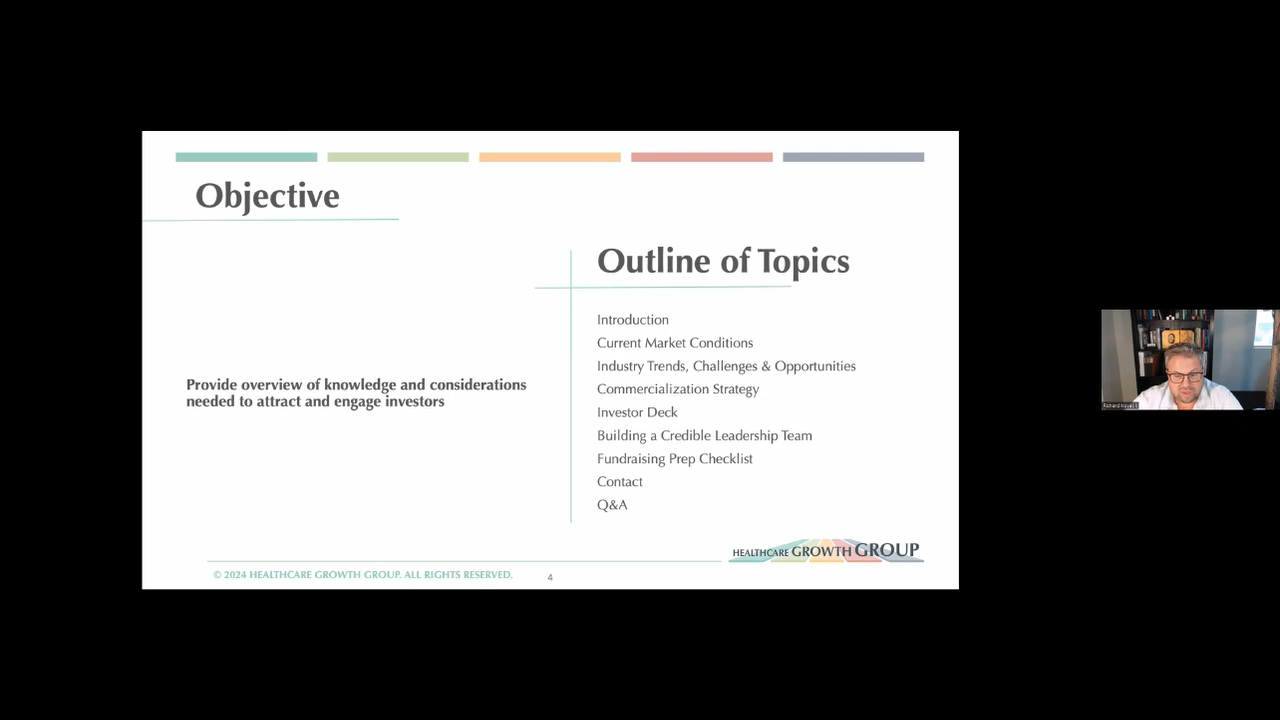 Objective
Outline of Topics
Provide overview of knowledge and considerations
needed to attract and engage investors
Introduction
Current Market Conditions
Industry Trends, Challenges & Opportunities
Commercialization Strategy
Investor Deck
Building a Credible Leadership Team
Fundraising Prep Checklist
Contact
Q&A
HEALTHCARE GROWTH GROUP
© 2024 HEALTHCARE GROWTH GROUP. ALL RIGHTS RESERVED.
4
Richard